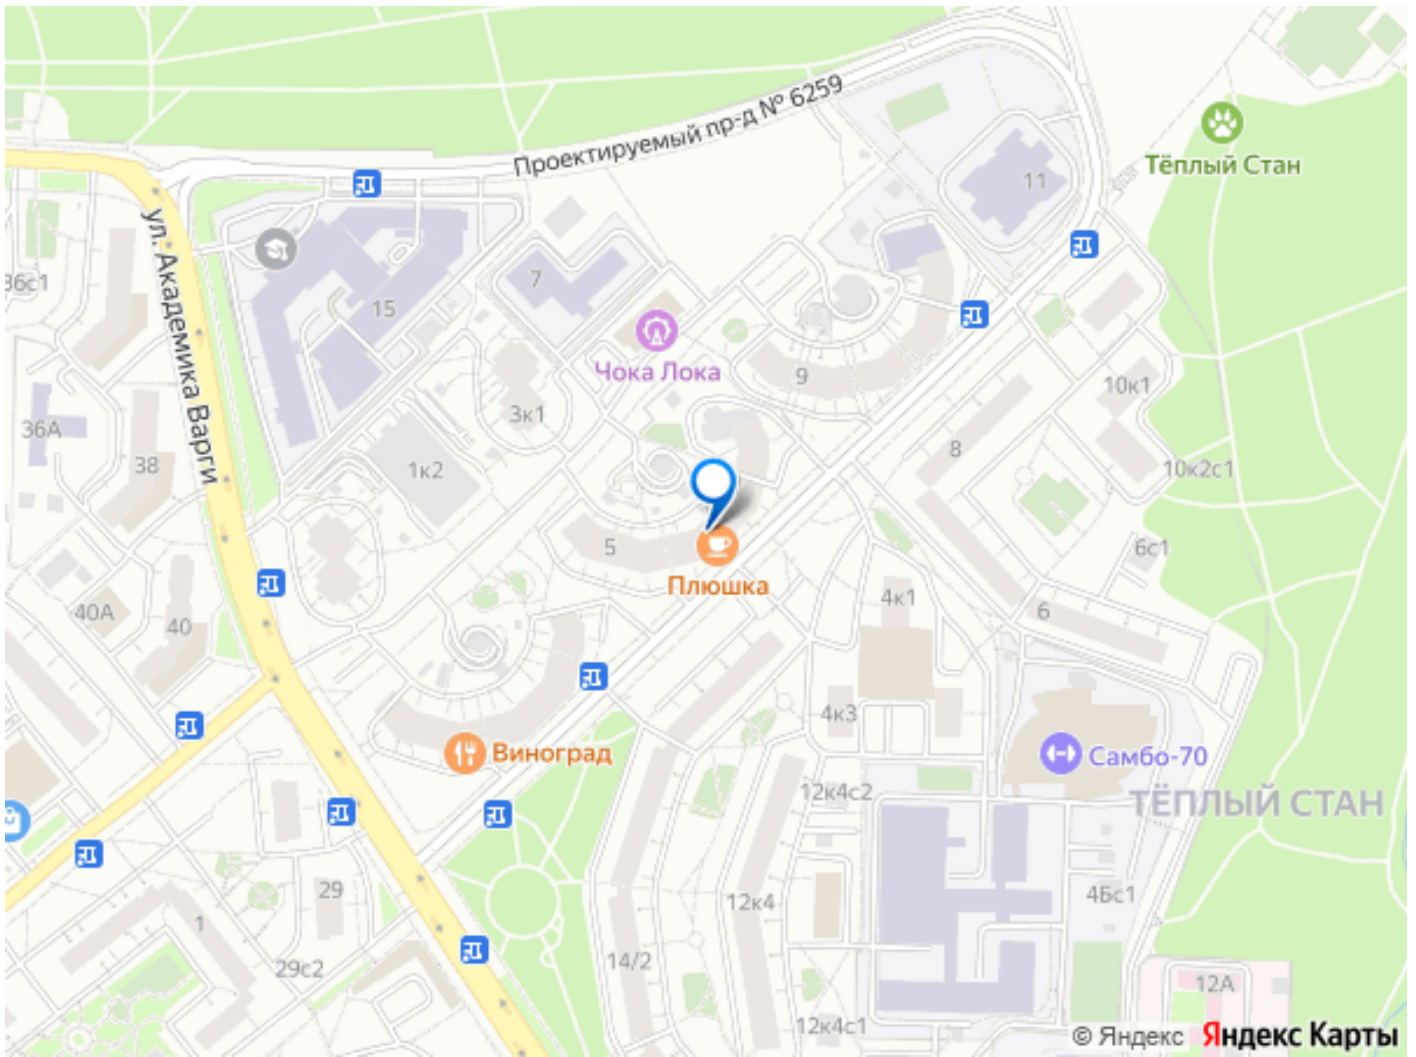 Проектируемый пр-д № 6259
Тёплый Стан
11
ул. Академика Варги
36с1
15
7
Чока Лока
9
10к1
3к1
36А
38
1к2
8
10к2с1
5
Плюшка
6с1
40А
40
4к1
6
4к3
Виноград
Самбо-70
12к4с2
ТЁПЛЫЙ СТАН
29
1
12к4
4Бс1
29с2
14/2
12А
12к4с1
© Яндекс Яндекс Карты